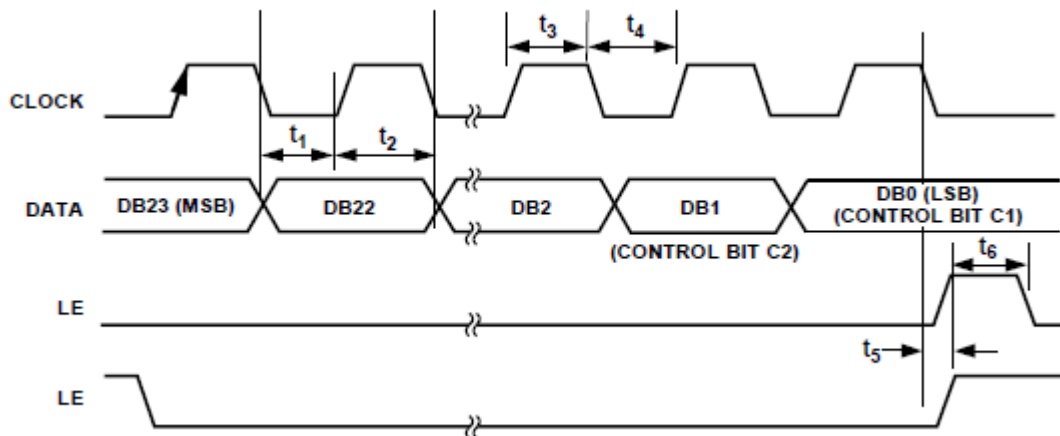 t3
t4
CLOCK
t1
t2
DATA
DB23 (MSB)
DB22
DB2
DB1
DB0 (LSB)
(CONTROL BIT C1)
(CONTROL BIT C2)
t6
LE
t5
LE